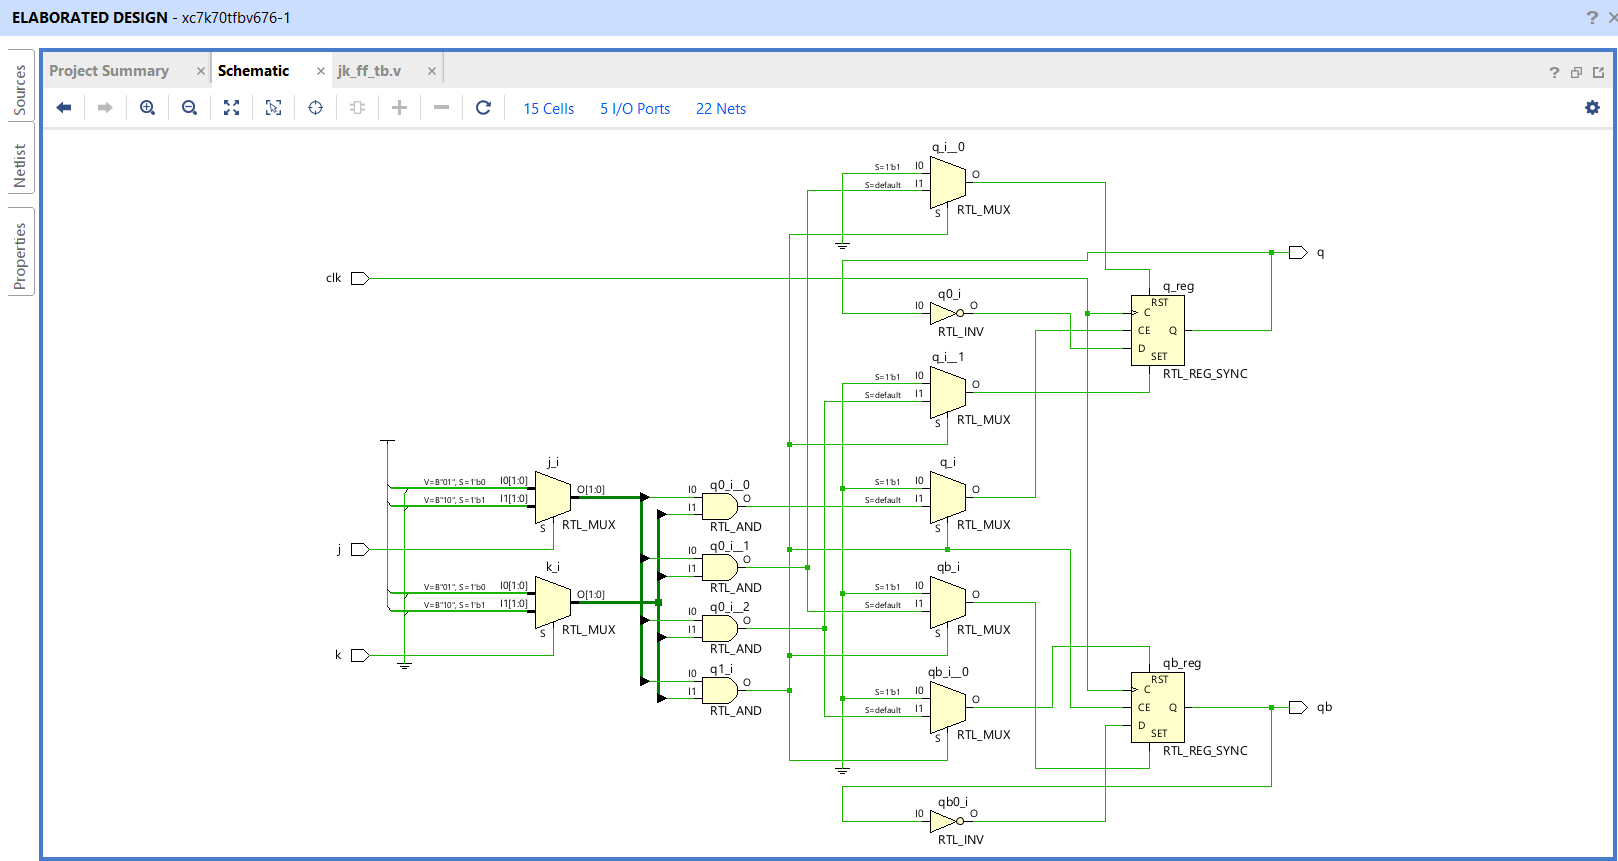 ELABORATED DESIGN - xc7k70tfbv676-1
Sources
Netlist
Properties
Project Summary
Schematic
jk_ff_tb.v
15 Cells
5 I/O Ports
22 Nets
q_i__0
S=1'b1 I0
S=default I1
O
S
RTL_MUX
q
clk
q0_i
I0
O
RTL_INV
q_reg
RST
C
CE
Q
D
SET
RTL_REG_SYNC
q_i__1
S=1'b1 I0
S=default I1
O
S
RTL_MUX
j_i
V=B"01", S=1'b0 I0[1:0]
V=B"10", S=1'b1 I1[1:0]
O[1:0]
S
RTL_MUX
j
q0_i__0
I0
I1
O
RTL_AND
q_i
S=1'b1 I0
S=default I1
O
S
RTL_MUX
q0_i__1
I0
I1
O
RTL_AND
k_i
V=B"01", S=1'b0 I0[1:0]
V=B"10", S=1'b1 I1[1:0]
O[1:0]
S
RTL_MUX
k
q0_i__2
I0
I1
O
RTL_AND
qb_i
S=1'b1 I0
S=default I1
O
S
RTL_MUX
q1_i
I0
I1
O
RTL_AND
qb_i__0
S=1'b1 I0
S=default I1
O
S
RTL_MUX
qb_reg
RST
C
CE
Q
D
SET
RTL_REG_SYNC
qb
qb0_i
I0
O
RTL_INV